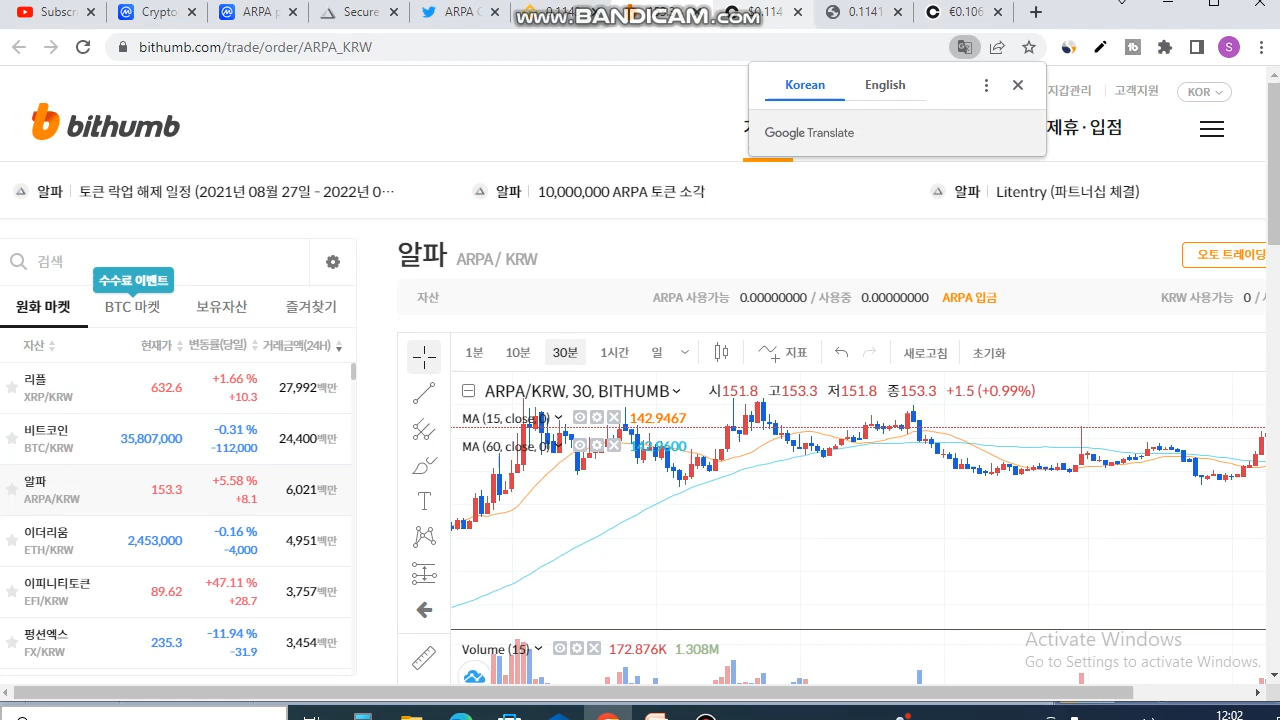 Subscr
Crypto
ARPA p
Secure
ARPA C
www.BANDICAM.com
0.1141
€0.106
bithumb.com/trade/order/ARPA_KRW
S
Korean English
Google Translate
지갑관리 고객지원 KOR
bithumb
제휴·입점
알파 토큰 락업 해제 일정 (2021년 08월 27일 - 2022년 0···
알파 10,000,000 ARPA 토큰 소각
알파 Litentry (파트너십 체결)
검색
수수료 이벤트
원화 마켓 BTC 마켓 보유자산 즐겨찾기
자산 현재가 변동률(당일) 거래금액(24H)
리플 632.6 +1.66 % 27,992백만
XRP/KRW +10.3
비트코인 35,807,000 -0.31 % 24,400백만
BTC/KRW -112,000
알파 153.3 +5.58 % 6,021백만
ARPA/KRW +8.1
이더리움 2,453,000 -0.16 % 4,951백만
ETH/KRW -4,000
이피니티토큰 89.62 +47.11 % 3,757백만
EFI/KRW +28.7
펑션엑스 235.3 -11.94 % 3,454백만
FX/KRW -31.9
알파 ARPA/ KRW
오토 트레이딩
자산 ARPA 사용가능 0.00000000 / 사용중 0.00000000 ARPA 입금 KRW 사용가능 0 /
1분 10분 30분 1시간 일 지표 새로고침 초기화
ARPA/KRW, 30, BITHUMB 시151.8 고153.3 저151.8 종153.3 +1.5 (+0.99%)
MA (15, close, 0) 142.9467
MA (60, close, 0)
Volume (15) 172.876K 1.308M
Activate Windows
Go to Settings to activate Windows.
12:02